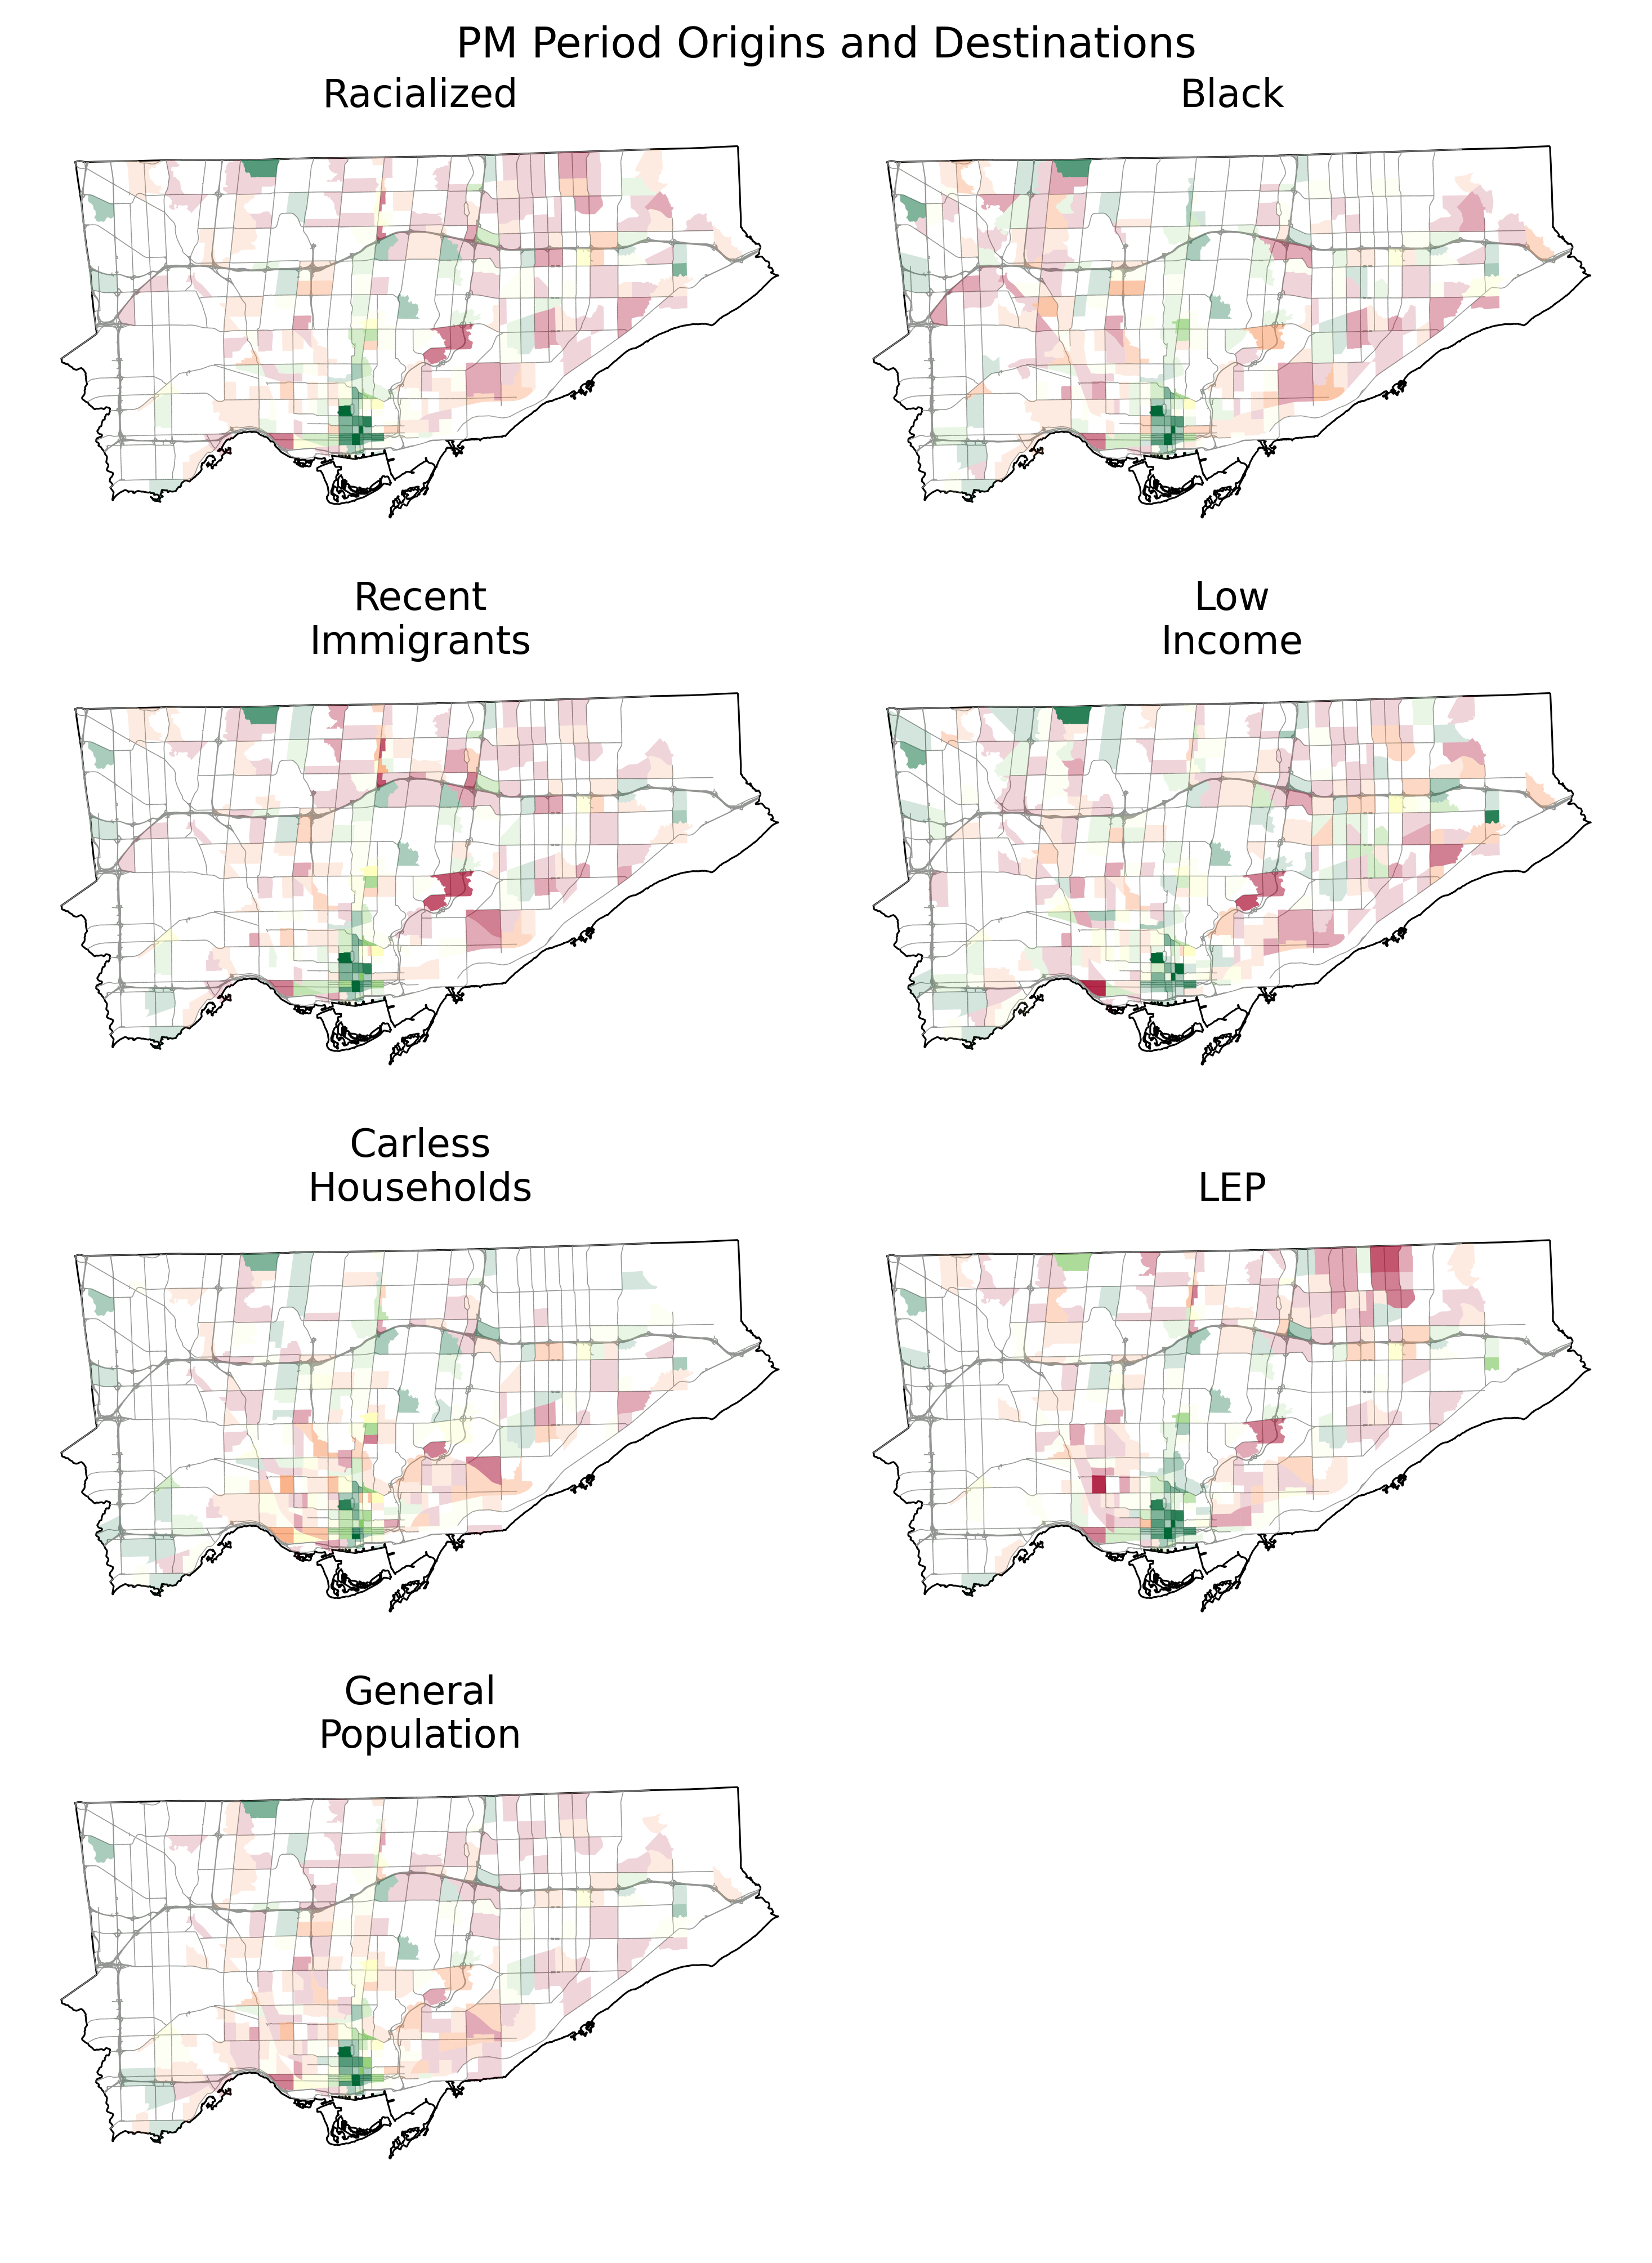 PM Period Origins and Destinations
Racialized
Black
Recent
Immigrants
Low
Income
Carless
Households
LEP
General
Population